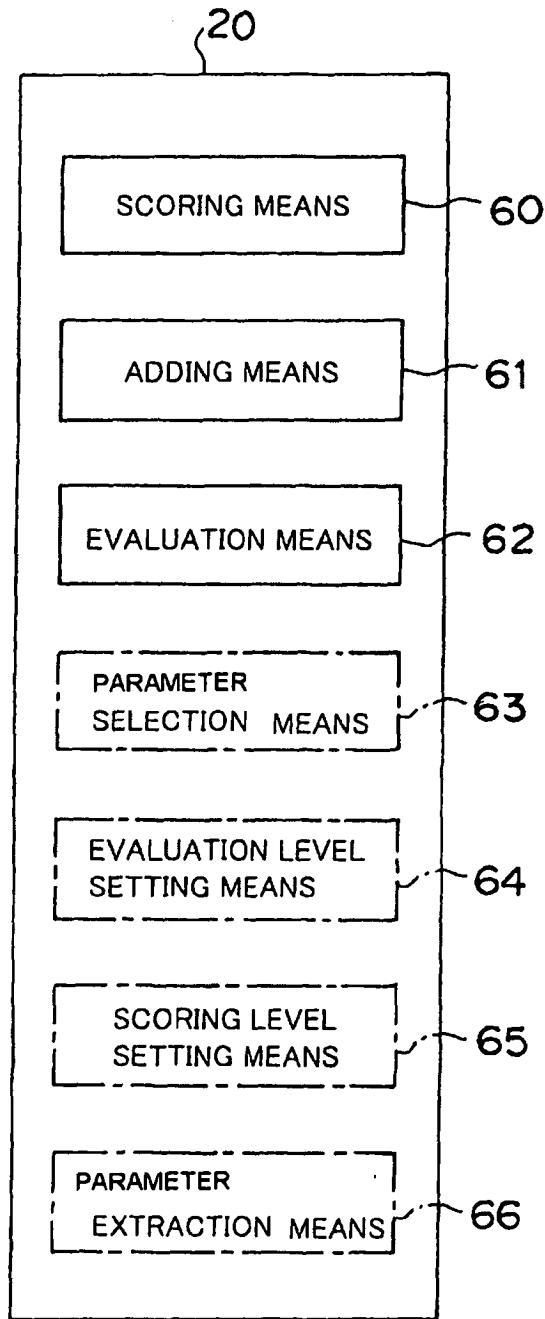 20
SCORING MEANS
60
ADDING MEANS
61
EVALUATION MEANS
62
PARAMETER
SELECTION MEANS
63
EVALUATION LEVEL
SETTING MEANS
64
SCORING LEVEL
SETTING MEANS
65
PARAMETER
EXTRACTION MEANS
66